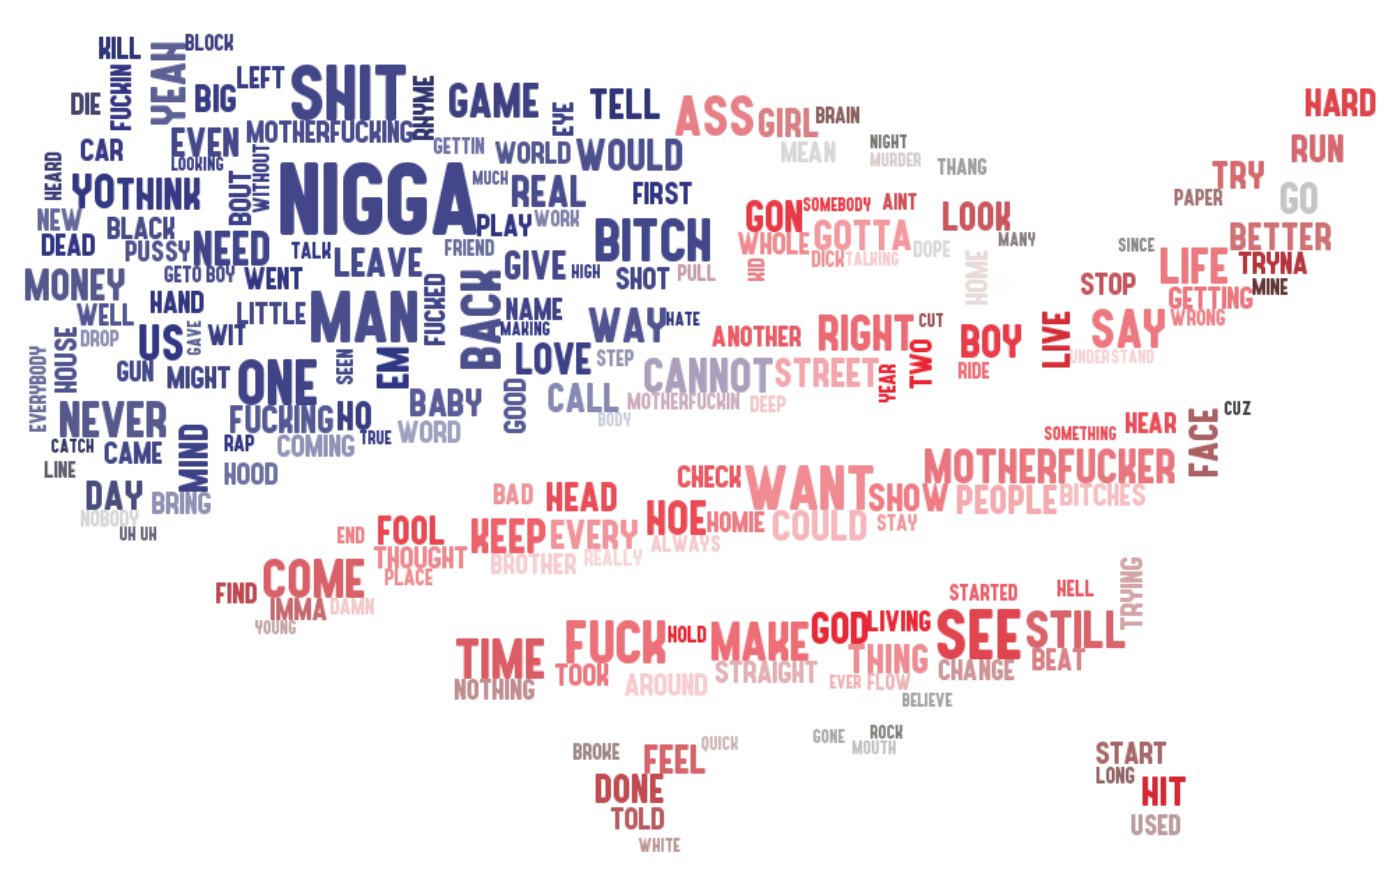 KILL
BLOCK
YEAH
FUCKIN
DIE
BIG
LEFT
SHIT
RHYME
GAME
EYE
TELL
ASS
GIRL
BRAIN
HARD
EVEN
MOTHERFUCKING
GETTIN
WORLD
WOULD
MEAN
NIGHT
MURDER
THANG
RUN
CAR
LOOKING
WITHOUT
HEARD
YO
THINK
BOUT
NIGGA
MUCH
REAL
FIRST
TRY
PAPER
GO
NEW
BLACK
PLAY
WORK
BITCH
GON
SOMEBODY
AINT
LOOK
DEAD
PUSSY
NEED
TALK
FRIEND
WHOLE
GOTTA
DOPE
MANY
SINCE
BETTER
MONEY
GETO BOY
WENT
LEAVE
GIVE
HIGH
SHOT
PULL
KID
DICK
TALKING
HOME
STOP
LIFE
TRYNA
MINE
WELL
HAND
LITTLE
MAN
FUCKED
BACK
NAME
MAKING
WAY
HATE
GETTING
WRONG
DROP
US
GAVE
WIT
ANOTHER
RIGHT
CUT
BOY
LIVE
SAY
UNDERSTAND
EVERYBODY
HOUSE
GUN
MIGHT
ONE
SEEN
EM
LOVE
STEP
CANNOT
STREET
YEAR
TWO
RIDE
NEVER
FUCKING
HO
BABY
GOOD
CALL
BODY
MOTHERFUCKIN
DEEP
CUZ
CATCH
CAME
MIND
RAP
COMING
TRUE
WORD
SOMETHING
HEAR
FACE
LINE
HOOD
CHECK
WANT
MOTHERFUCKER
DAY
BRING
BAD
HEAD
SHOW
PEOPLE
BITCHES
NOBODY
UH UH
END
FOOL
KEEP
EVERY
HOE
HOMIE
COULD
STAY
THOUGHT
BROTHER
REALLY
ALWAYS
FIND
COME
PLACE
IMMA
DAMN
YOUNG
STARTED
HELL
TRYING
TIME
FUCK
HOLD
MAKE
GOD
LIVING
SEE
STILL
NOTHING
TOOK
AROUND
STRAIGHT
THING
EVER
FLOW
CHANGE
BEAT
BELIEVE
BROKE
FEEL
QUICK
GONE
ROCK
MOUTH
START
DONE
LONG
HIT
TOLD
USED
WHITE